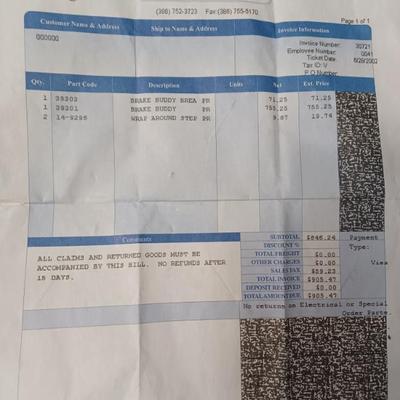 (386) 752-3723 Fax (386) 755-5170
Page 1 of 1
Customer Name & Address Ship to Name & Address Invoice Information
000000
Invoice Number: 30721
Employee Number: 0041
Ticket Date: 8/29/2002
Tax ID: V
P O Number:
Qty. Part Code Description Units Net Ext. Price
1 39303 BRAKE BUDDY BREA PR 71.25 71.25
1 39301 BRAKE BUDDY PR 755.25 755.25
2 14-9295 WRAP AROUND STEP PR 9.87 19.74
Comments
ALL CLAIMS AND RETURNED GOODS MUST BE
ACCOMPANIED BY THIS BILL. NO REFUNDS AFTER
15 DAYS.
SUBTOTAL $846.24 Payment
DISCOUNT % Type:
TOTAL FREIGHT $0.00
OTHER CHARGES $0.00 Visa
SALES TAX $59.23
TOTAL INVOICE $905.47
DEPOSIT RECEIVED $0.00
TOTAL AMOUNT DUE $905.47
No returns on Electrical or Special
Order Parts.